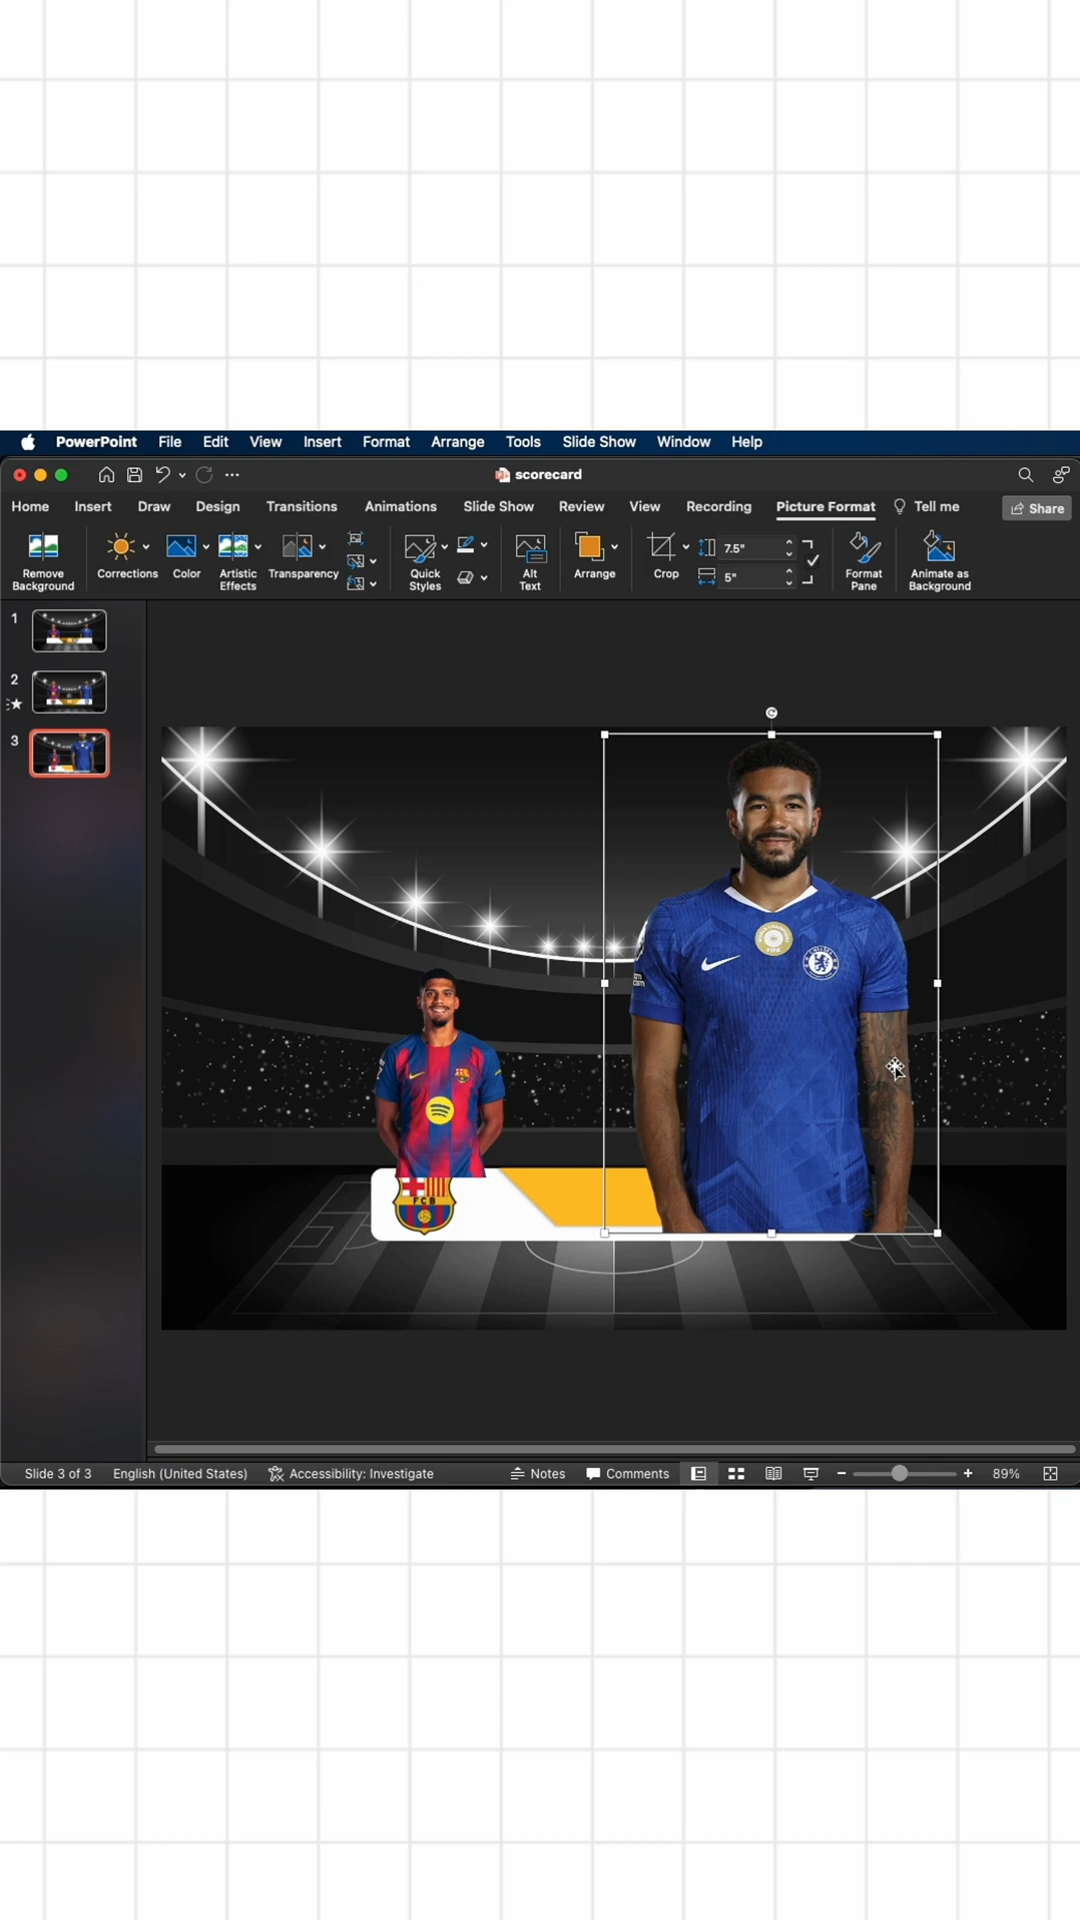 PowerPoint File Edit View Insert Format Arrange Tools Slide Show Window Help
scorecard
Home Insert Draw Design Transitions Animations Slide Show Review View Recording Picture Format Tell me Share
Remove Background
Corrections
Color
Artistic Effects
Transparency
Quick Styles
Alt Text
Arrange
Crop
7.5"
5"
Format Pane
Animate as Background
1
2
3
FCB
Slide 3 of 3 English (United States) Accessibility: Investigate Notes Comments 89%